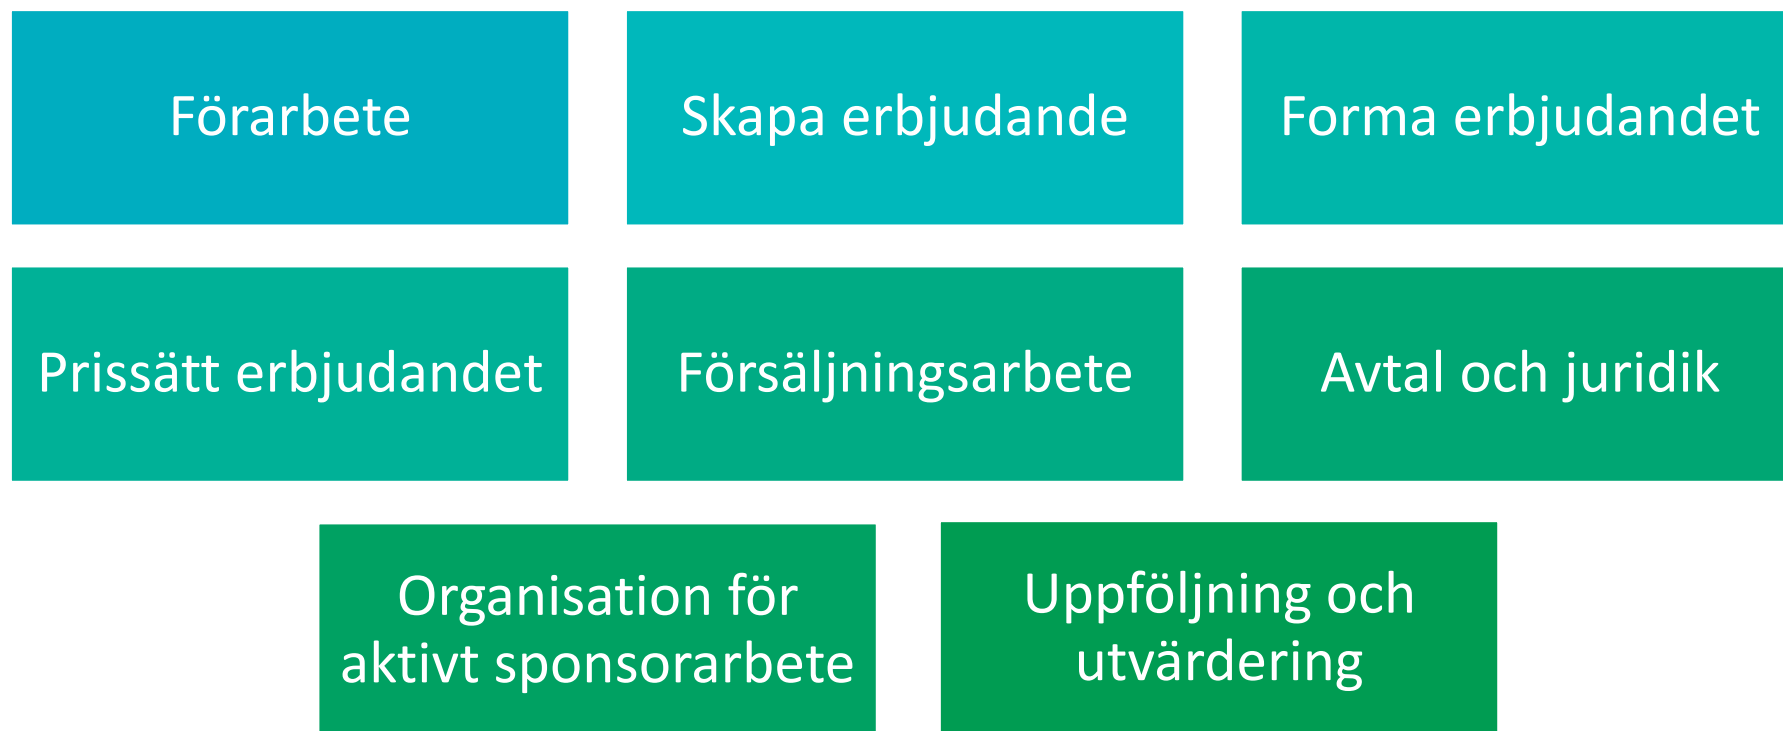 Förarbete
Skapa erbjudande
Forma erbjudandet
Prissätt erbjudandet
Försäljningsarbete
Avtal och juridik
Organisation för
aktivt sponsorarbete
Uppföljning och
utvärdering